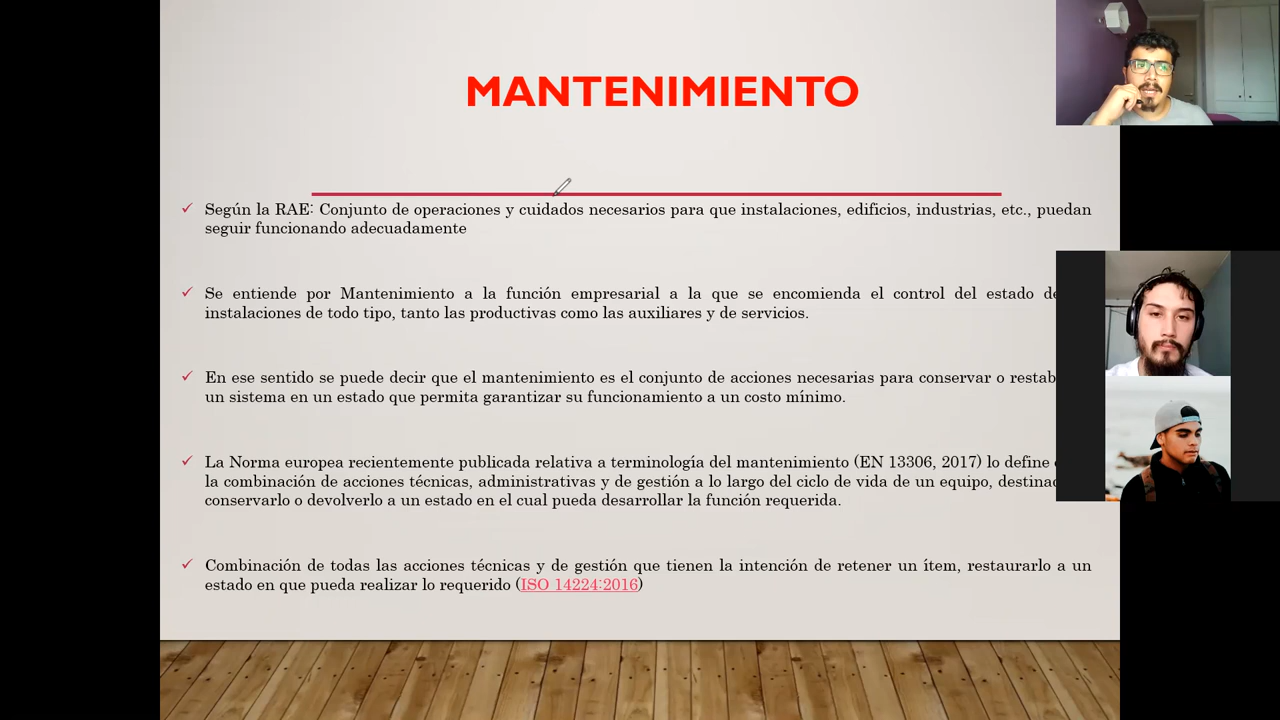 MANTENIMIENTO
Según la RAE: Conjunto de operaciones y cuidados necesarios para que instalaciones, edificios, industrias, etc., puedan
seguir funcionando adecuadamente
Se entiende por Mantenimiento a la función empresarial a la que se encomienda el control del estado de
instalaciones de todo tipo, tanto las productivas como las auxiliares y de servicios.
En ese sentido se puede decir que el mantenimiento es el conjunto de acciones necesarias para conservar o
un sistema en un estado que permita garantizar su funcionamiento a un costo mínimo.
La Norma europea recientemente publicada relativa a terminología del mantenimiento (EN 13306, 2017) lo define
la combinación de acciones técnicas, administrativas y de gestión a lo largo del ciclo de vida de un equipo,
conservarlo o devolverlo a un estado en el cual pueda desarrollar la función requerida.
Combinación de todas las acciones técnicas y de gestión que tienen la intención de retener un ítem, restaurarlo a un
estado en que pueda realizar lo requerido (ISO 14224:2016)